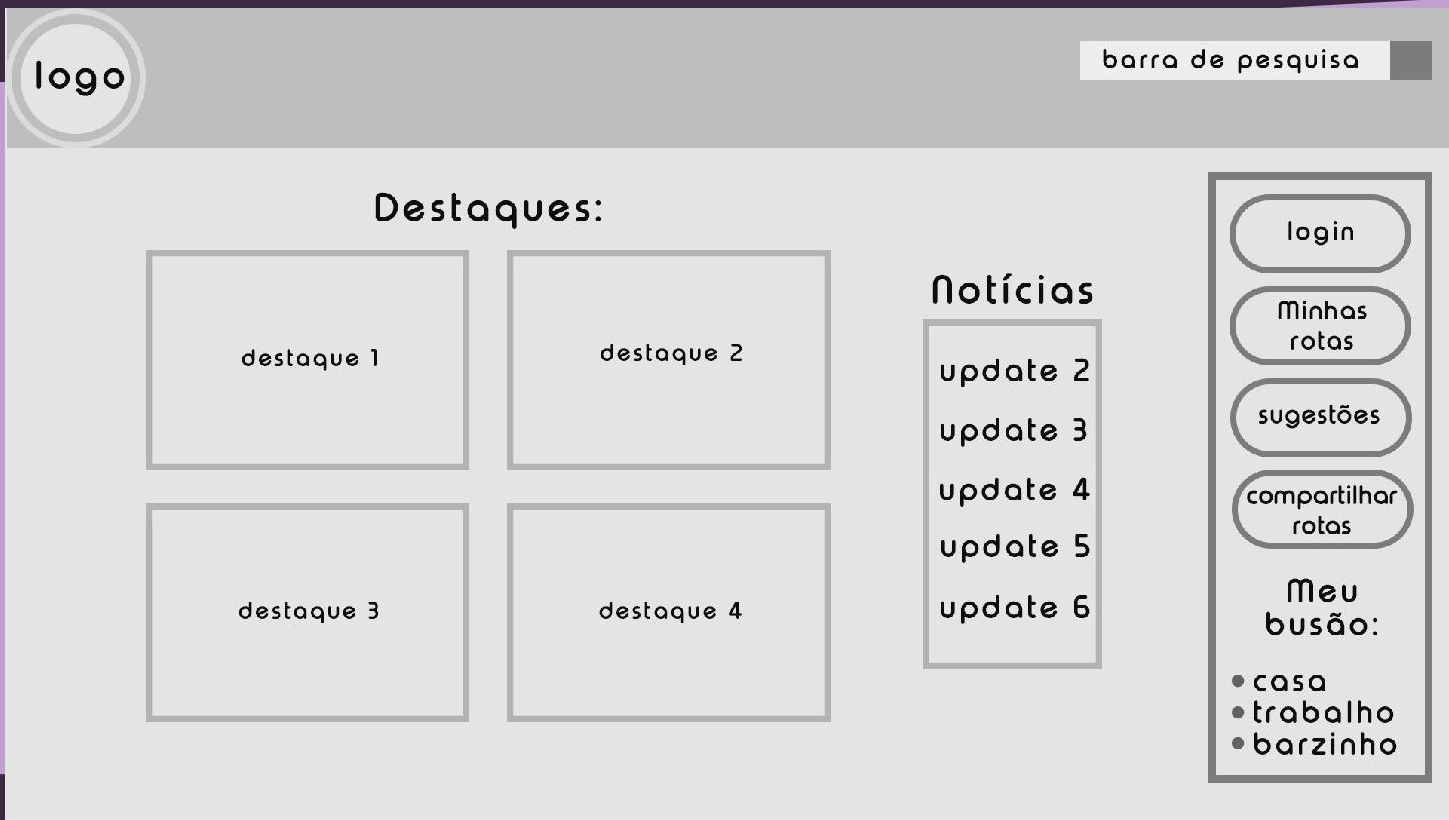 logo
barra de pesquisa
Destaques:
destaque 1
destaque 2
destaque 3
destaque 4
Notícias
update 2
update 3
update 4
update 5
update 6
login
Minhas
rotas
sugestões
compartilhar
rotas
Meu
busão:
casa
trabalho
barzinho